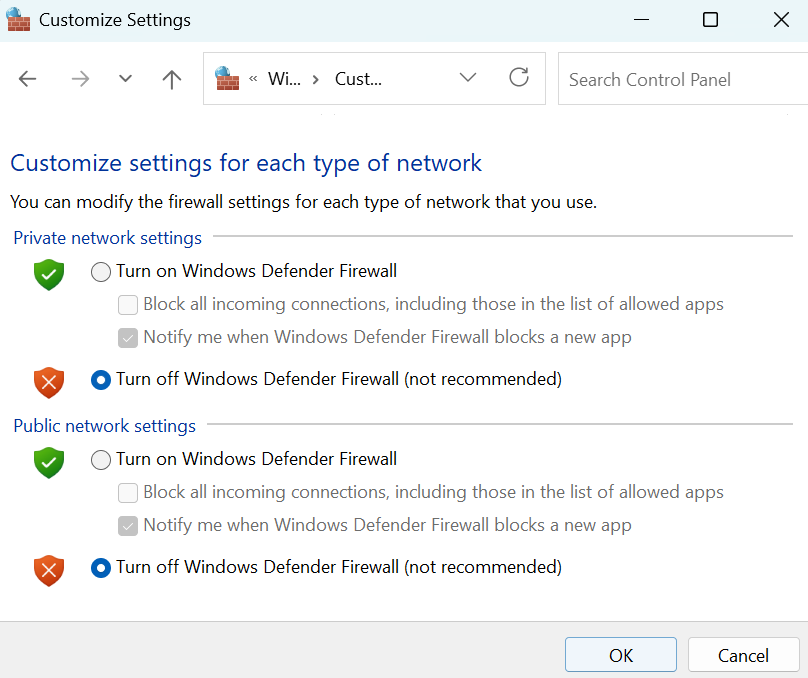 Customize Settings
« Wi... › Cust... Search Control Panel
Customize settings for each type of network
You can modify the firewall settings for each type of network that you use.
Private network settings
Turn on Windows Defender Firewall
Block all incoming connections, including those in the list of allowed apps
Notify me when Windows Defender Firewall blocks a new app
Turn off Windows Defender Firewall (not recommended)
Public network settings
Turn on Windows Defender Firewall
Block all incoming connections, including those in the list of allowed apps
Notify me when Windows Defender Firewall blocks a new app
Turn off Windows Defender Firewall (not recommended)
OK Cancel